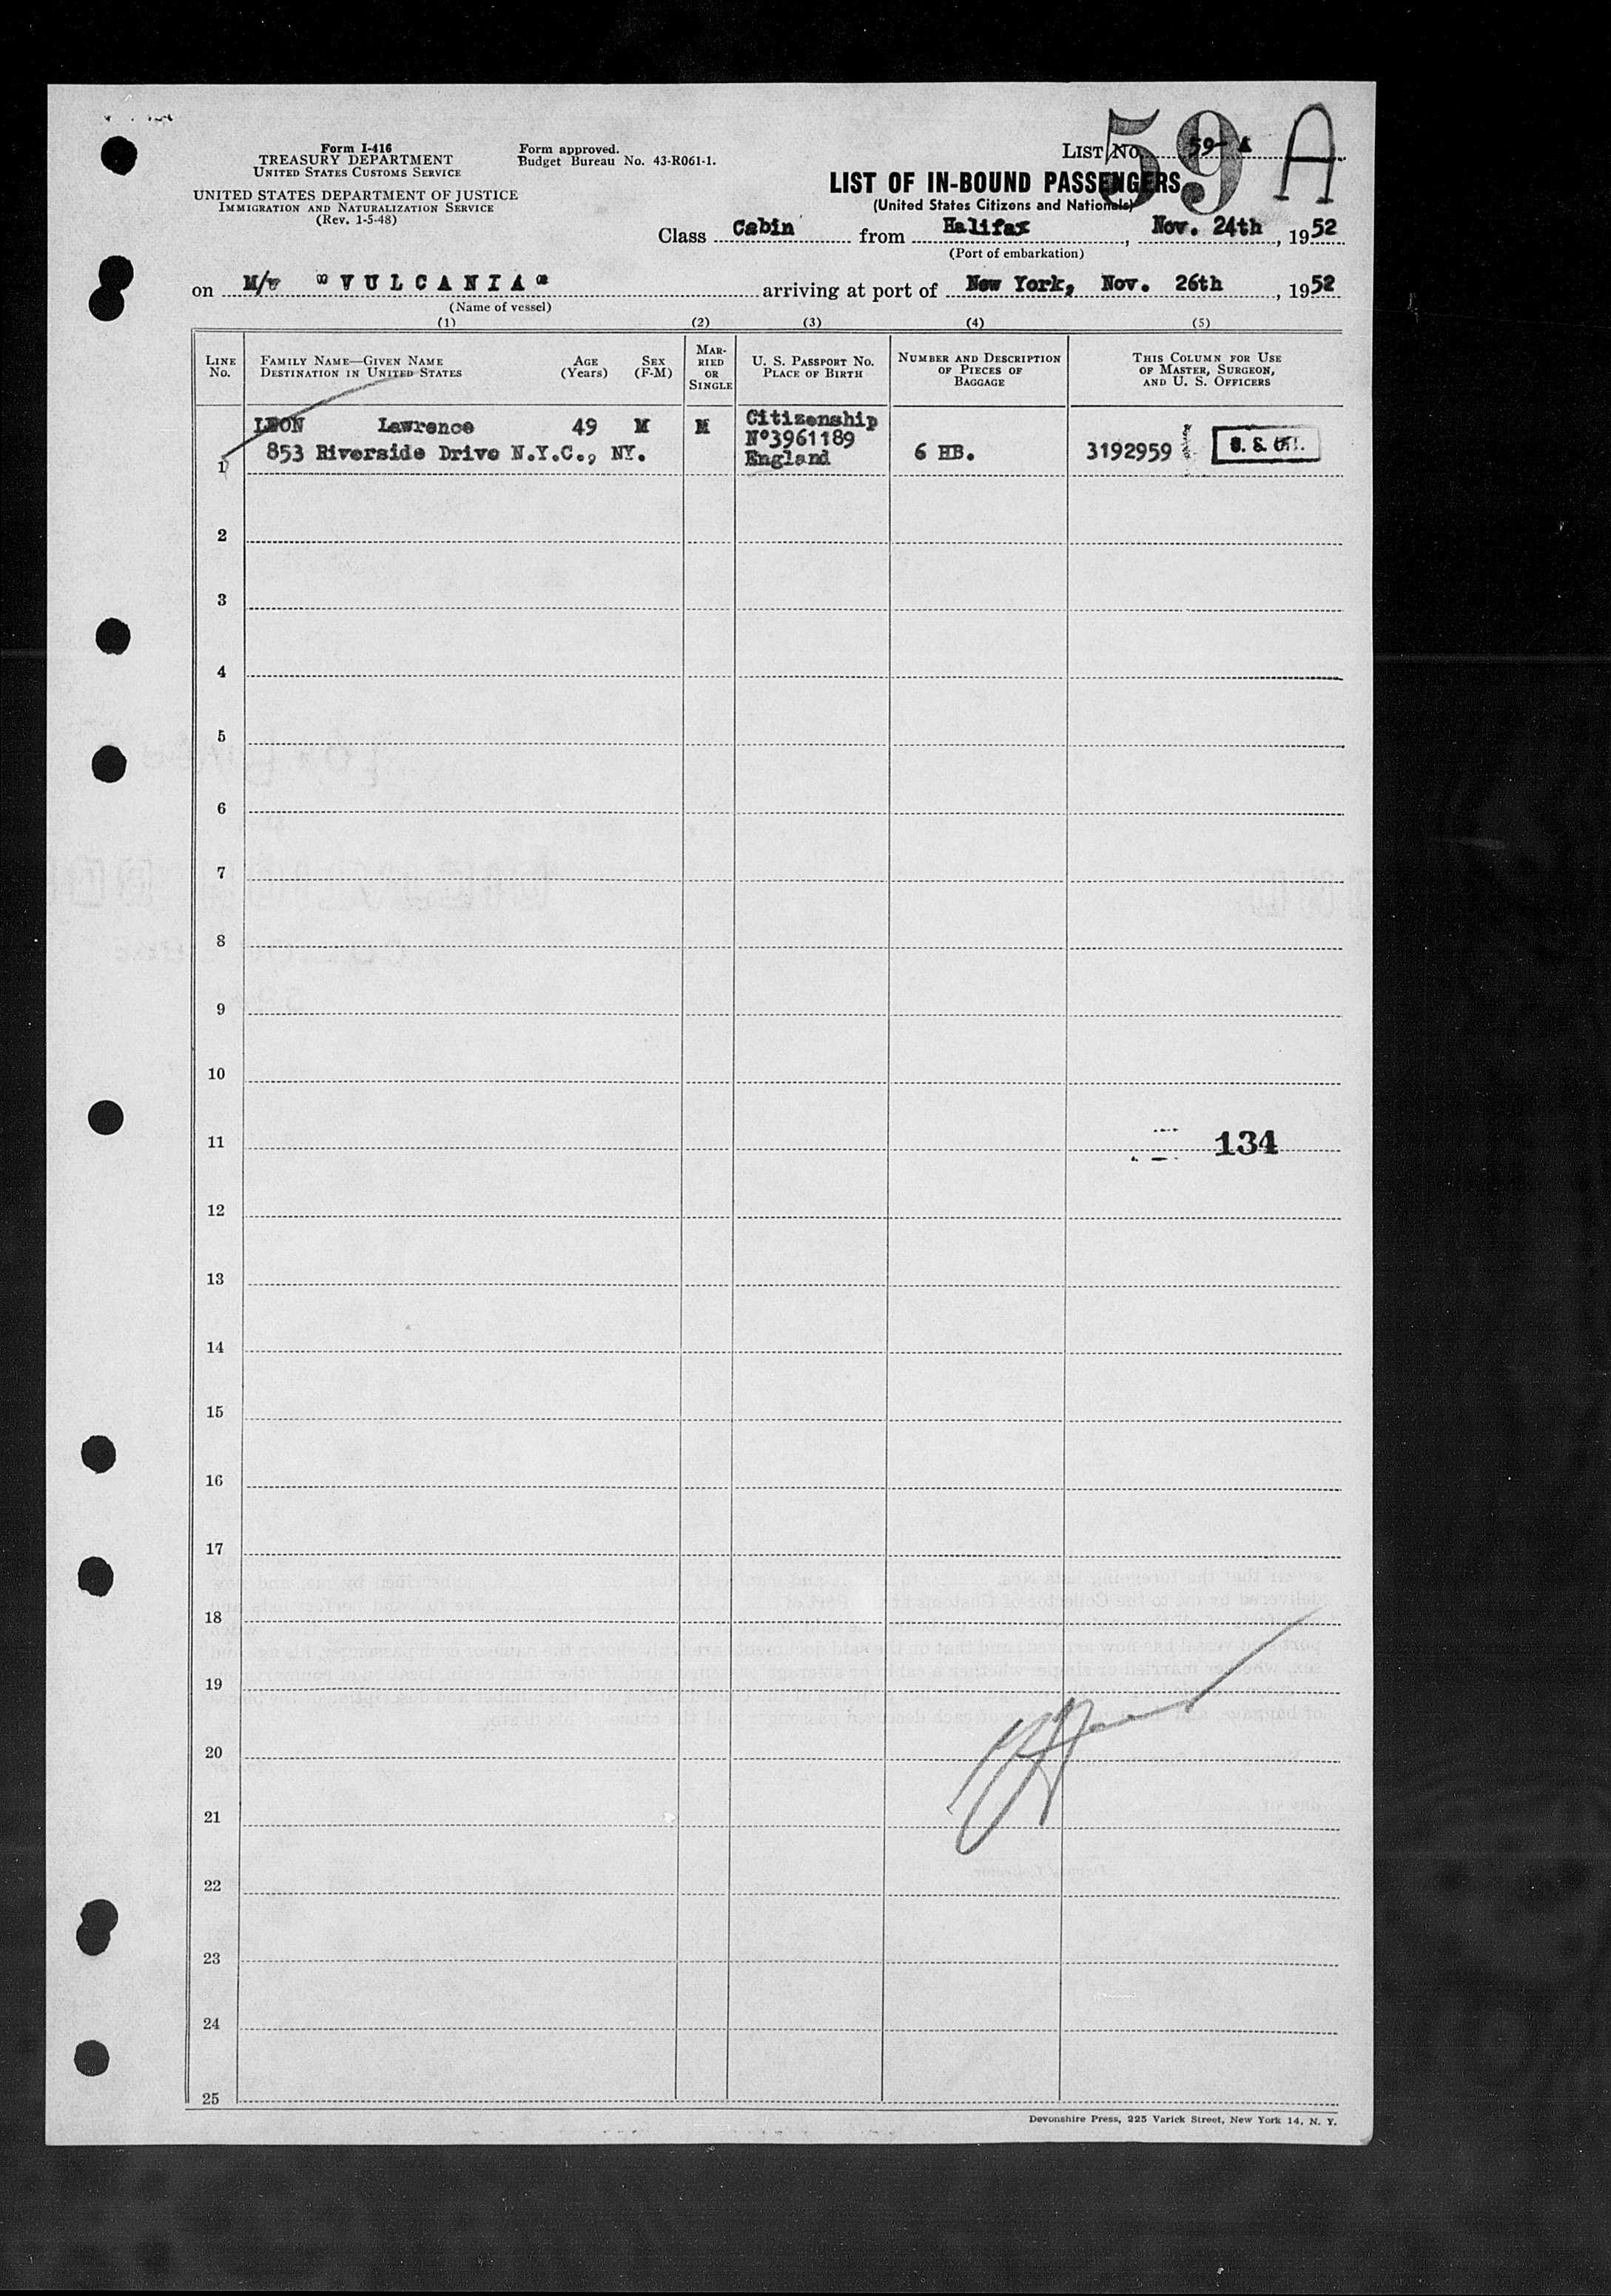 59 A
Form I-416
TREASURY DEPARTMENT
UNITED STATES CUSTOMS SERVICE
UNITED STATES DEPARTMENT OF JUSTICE
IMMIGRATION AND NATURALIZATION SERVICE
(Rev. 1-5-48)
Form approved.
Budget Bureau No. 43-R061-1.
LIST No. 59- A
LIST OF IN-BOUND PASSENGERS
(United States Citizens and Nationals)
Class Cabin from Halifax, Nov. 24th, 1952
(Port of embarkation)
on M/v "VULCANIA" arriving at port of New York, Nov. 26th, 1952
(Name of vessel)
(1) (2) (3) (4) (5)
LINE No.
FAMILY NAME—GIVEN NAME
DESTINATION IN UNITED STATES
AGE (Years)
SEX (F-M)
MARRIED OR SINGLE
U. S. PASSPORT NO.
PLACE OF BIRTH
NUMBER AND DESCRIPTION
OF PIECES OF
BAGGAGE
THIS COLUMN FOR USE
OF MASTER, SURGEON,
AND U. S. OFFICERS
LEON Lawrence 49 M M Citizenship
Nº3961189
853 Riverside Drive N.Y.C., NY. England 6 HB. 3192959
1
2
3
4
5
6
7
8
9
10
11 134
12
13
14
15
16
17
18
19
20
21
22
23
24
25
Devonshire Press, 225 Varick Street, New York 14, N. Y.